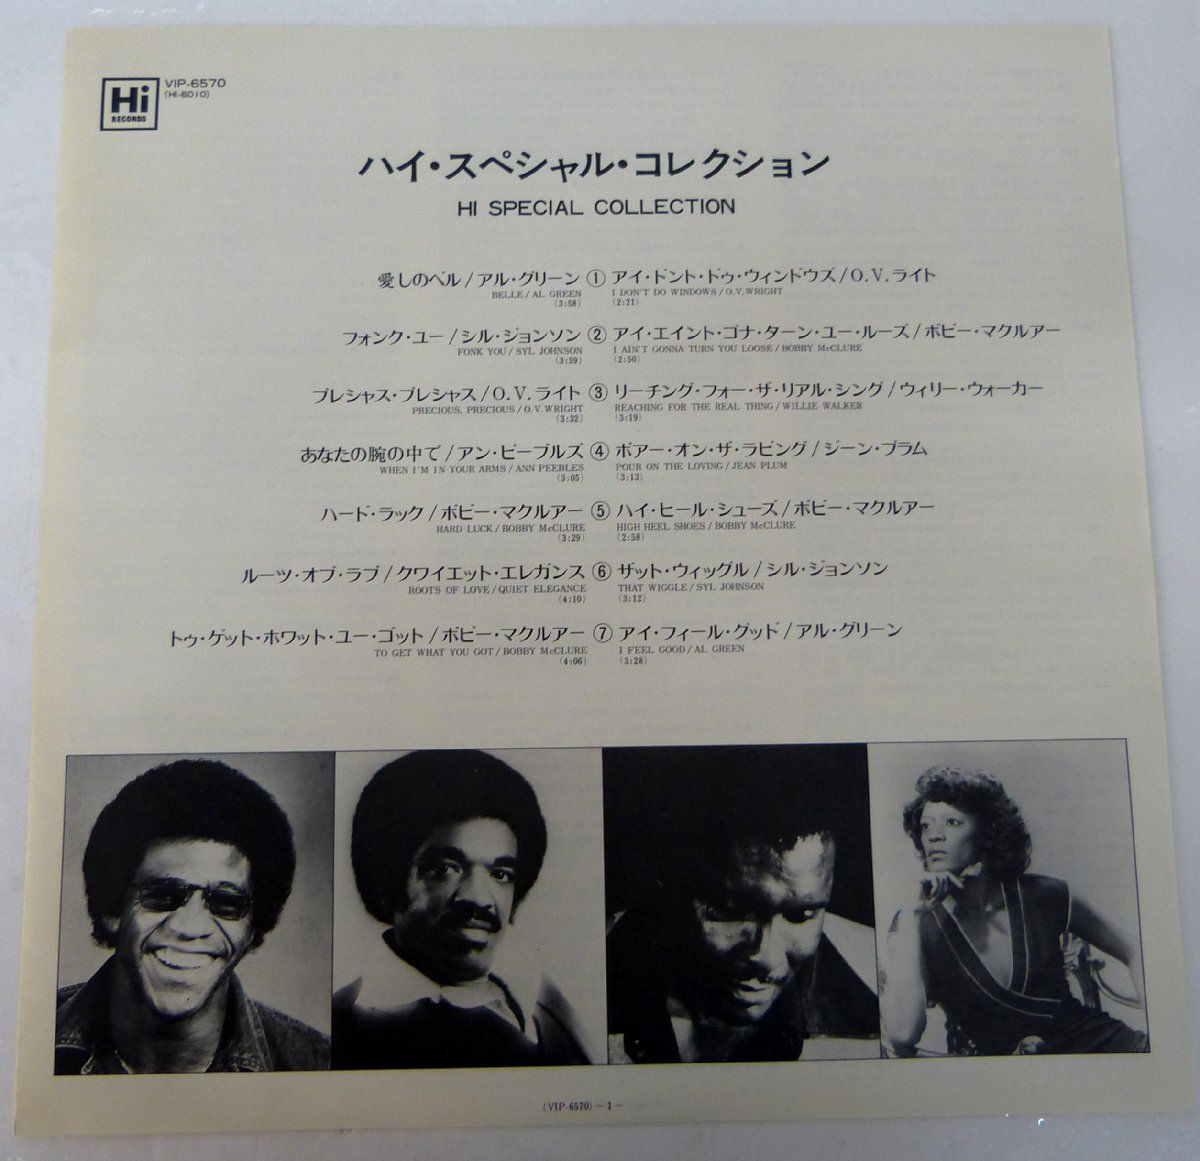 Hi
RECORDS
VIP-6570
(HI-6010)
ハイ・スペシャル・コレクション
HI SPECIAL COLLECTION
愛しのベル/アル・グリーン ① アイ・ドント・ドゥ・ウィンドウズ/O.V.ライト
BELLE/AL GREEN I DON'T DO WINDOWS/O.V.WRIGHT
(3:58) (2:21)
フォンク・ユー/シル・ジョンソン ② アイ・エイント・ゴナ・ターン・ユー・ルーズ/ボビー・マクルアー
FONK YOU/SYL JOHNSON I AIN'T GONNA TURN YOU LOOSE/BOBBY McCLURE
(3:59) (2:50)
プレシャス・プレシャス/O.V.ライト ③ リーチング・フォー・ザ・リアル・シング/ウィリー・ウォーカー
PRECIOUS, PRECIOUS/O.V.WRIGHT REACHING FOR THE REAL THING/WILLIE WALKER
(3:32) (3:19)
あなたの腕の中で/アン・ピーブルズ ④ ポアー・オン・ザ・ラビング/ジーン・プラム
WHEN I'M IN YOUR ARMS/ANN PEEBLES POUR ON THE LOVING/JEAN PLUM
(3:05) (3:13)
ハード・ラック/ボビー・マクルアー ⑤ ハイ・ヒール・シューズ/ボビー・マクルアー
HARD LUCK/BOBBY McCLURE HIGH HEEL SHOES/BOBBY McCLURE
(3:29) (2:58)
ルーツ・オブ・ラブ/クワイエット・エレガンス ⑥ ザット・ウィッグル/シル・ジョンソン
ROOTS OF LOVE/QUIET ELEGANCE THAT WIGGLE/SYL JOHNSON
(4:10) (3:12)
トゥ・ゲット・ホワット・ユー・ゴット/ボビー・マクルアー ⑦ アイ・フィール・グッド/アル・グリーン
TO GET WHAT YOU GOT/BOBBY McCLURE I FEEL GOOD/AL GREEN
(4:06) (3:28)
(VIP-6570)－1－